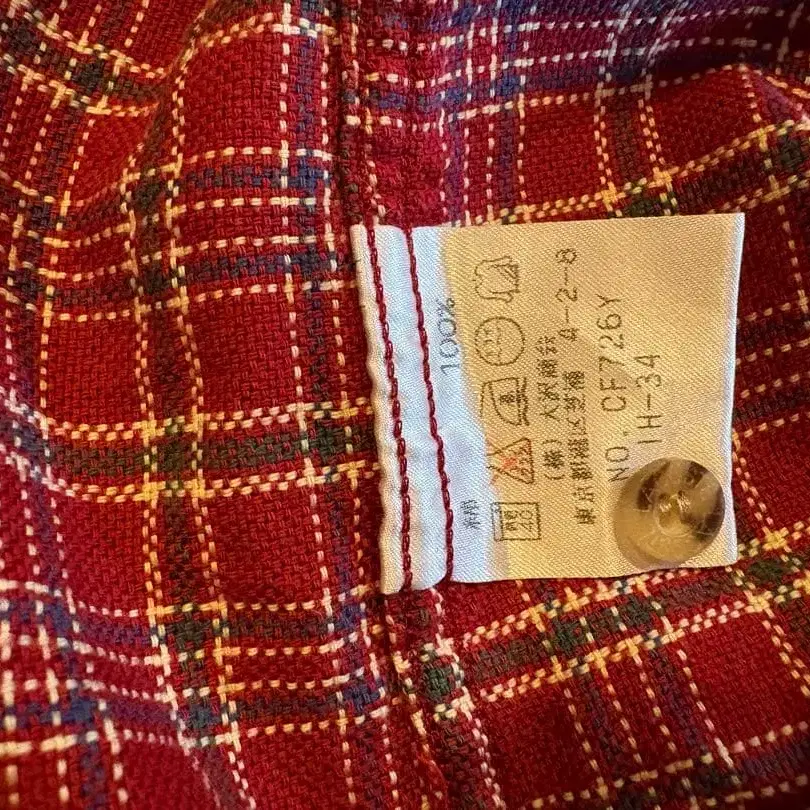 綿 100%
40
(株) 大沢商会
東京都港区芝浦 4-2-8
NO. CF726Y
IH-34